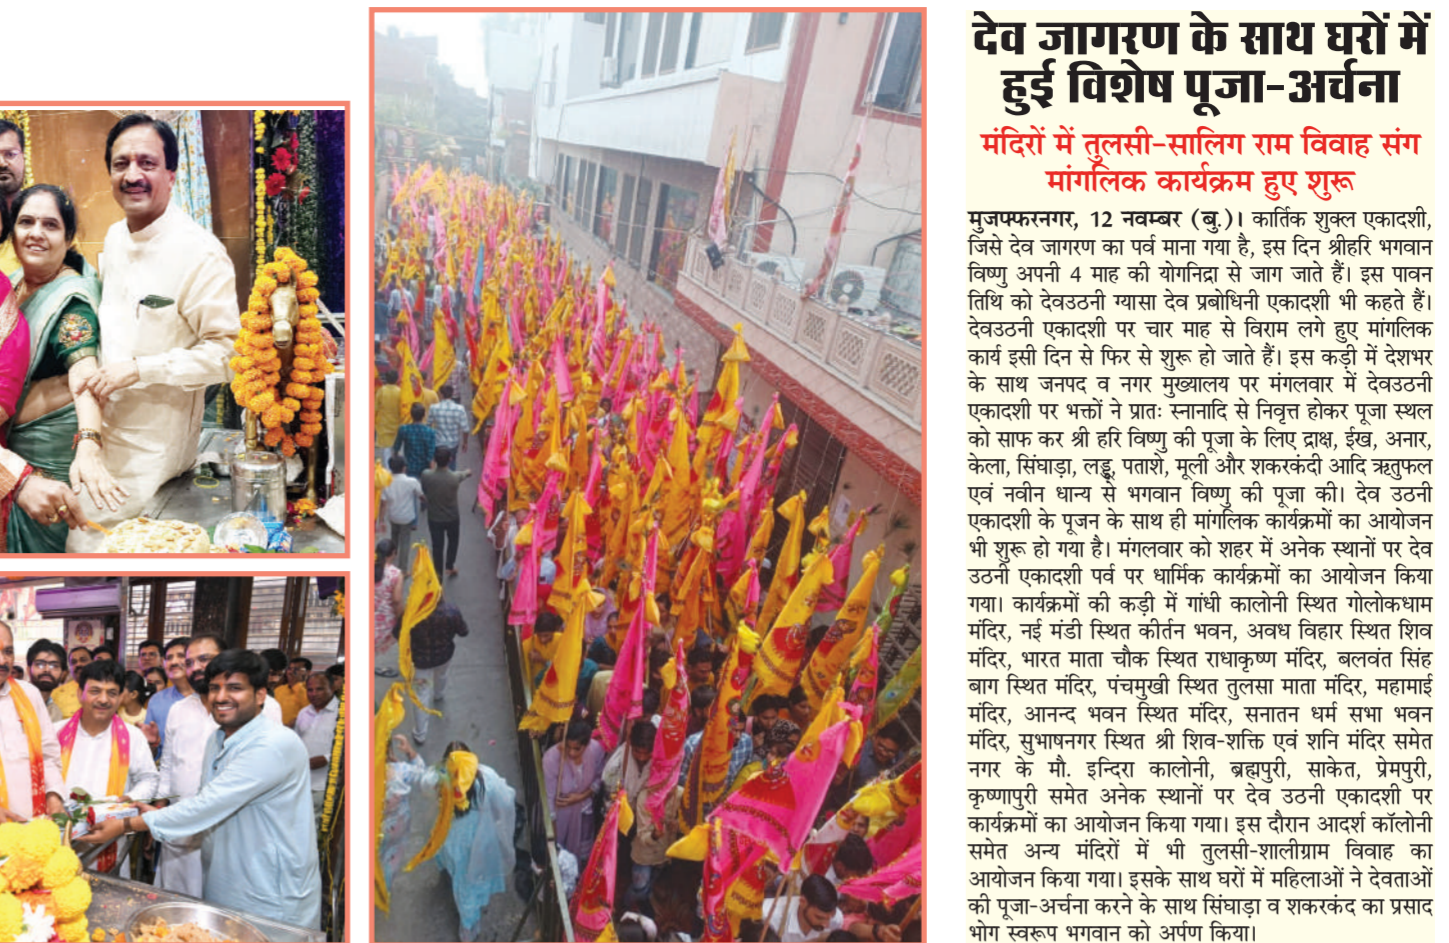 देव जागरण के साथ घरों में
हुई विशेष पूजा-अर्चना
मंदिरों में तुलसी-सालिग राम विवाह संग
मांगलिक कार्यक्रम हुए शुरू
मुजफ्फरनगर, 12 नवम्बर (बु.)। कार्तिक शुक्ल एकादशी,
जिसे देव जागरण का पर्व माना गया है, इस दिन श्रीहरि भगवान
विष्णु अपनी 4 माह की योगनिद्रा से जाग जाते हैं। इस पावन
तिथि को देवउठनी ग्यासा देव प्रबोधिनी एकादशी भी कहते हैं।
देवउठनी एकादशी पर चार माह से विराम लगे हुए मांगलिक
कार्य इसी दिन से फिर से शुरू हो जाते हैं। इस कड़ी में देशभर
के साथ जनपद व नगर मुख्यालय पर मंगलवार में देवउठनी
एकादशी पर भक्तों ने प्रातः स्नानादि से निवृत्त होकर पूजा स्थल
को साफ कर श्री हरि विष्णु की पूजा के लिए द्राक्ष, ईख, अनार,
केला, सिंघाड़ा, लड्डू, पताशे, मूली और शकरकंदी आदि ऋतुफल
एवं नवीन धान्य से भगवान विष्णु की पूजा की। देव उठनी
एकादशी के पूजन के साथ ही मांगलिक कार्यक्रमों का आयोजन
भी शुरू हो गया है। मंगलवार को शहर में अनेक स्थानों पर देव
उठनी एकादशी पर्व पर धार्मिक कार्यक्रमों का आयोजन किया
गया। कार्यक्रमों की कड़ी में गांधी कालोनी स्थित गोलोकधाम
मंदिर, नई मंडी स्थित कीर्तन भवन, अवध विहार स्थित शिव
मंदिर, भारत माता चौक स्थित राधाकृष्ण मंदिर, बलवंत सिंह
बाग स्थित मंदिर, पंचमुखी स्थित तुलसा माता मंदिर, महामाई
मंदिर, आनन्द भवन स्थित मंदिर, सनातन धर्म सभा भवन
मंदिर, सुभाषनगर स्थित श्री शिव-शक्ति एवं शनि मंदिर समेत
नगर के मौ. इन्दिरा कालोनी, ब्रह्मपुरी, साकेत, प्रेमपुरी,
कृष्णापुरी समेत अनेक स्थानों पर देव उठनी एकादशी पर
कार्यक्रमों का आयोजन किया गया। इस दौरान आदर्श कॉलोनी
समेत अन्य मंदिरों में भी तुलसी-शालीग्राम विवाह का
आयोजन किया गया। इसके साथ घरों में महिलाओं ने देवताओं
की पूजा-अर्चना करने के साथ सिंघाड़ा व शकरकंद का प्रसाद
भोग स्वरूप भगवान को अर्पण किया।